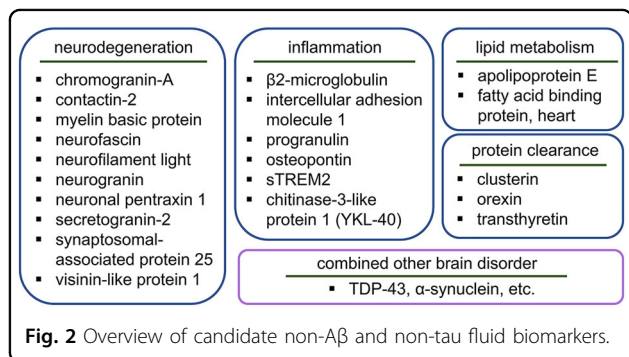 neurodegeneration
▪ chromogranin-A
▪ contactin-2
▪ myelin basic protein
▪ neurofascin
▪ neurofilament light
▪ neurogranin
▪ neuronal pentraxin 1
▪ secretogranin-2
▪ synaptosomal-
associated protein 25
▪ visinin-like protein 1
inflammation
▪ β2-microglobulin
▪ intercellular adhesion
molecule 1
▪ progranulin
▪ osteopontin
▪ sTREM2
▪ chitinase-3-like
protein 1 (YKL-40)
lipid metabolism
▪ apolipoprotein E
▪ fatty acid binding
protein, heart
protein clearance
▪ clusterin
▪ orexin
▪ transthyretin
combined other brain disorder
▪ TDP-43, α-synuclein, etc.
Fig. 2 Overview of candidate non-Aβ and non-tau fluid biomarkers.